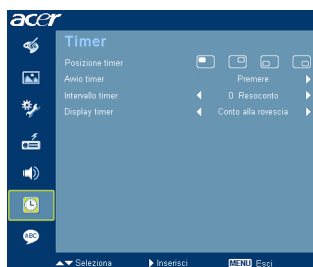 acer
Timer
Posizione timer
Avvio timer Premere
Intervallo timer 0 Resoconto
Display timer Conto alla rovescia
ABC
Seleziona Inserisci MENU Esci